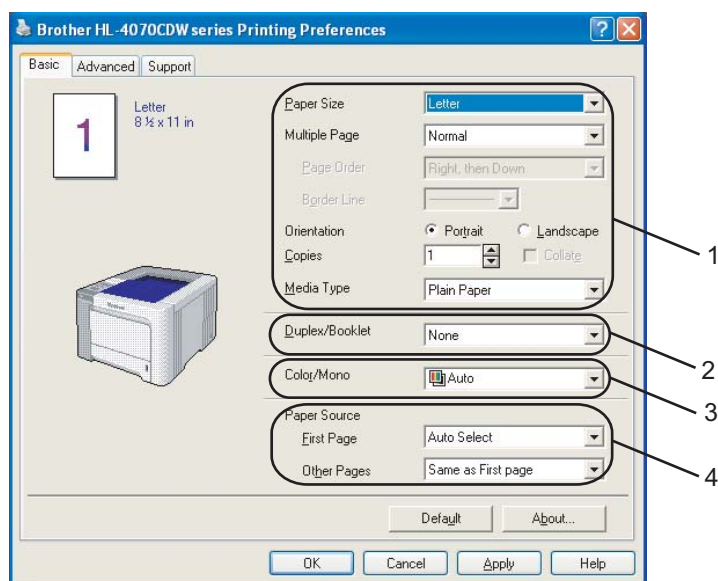 Brother HL-4070CDW series Printing Preferences
Basic Advanced Support
1
Letter
8 ½ x 11 in
Paper Size Letter
Multiple Page Normal
Page Order Right, then Down
Border Line
Orientation Portrait Landscape
Copies 1 Collate
Media Type Plain Paper
1
Duplex/Booklet None
2
Color/Mono Auto
3
Paper Source
First Page Auto Select
Other Pages Same as First page
4
Default About...
OK Cancel Apply Help